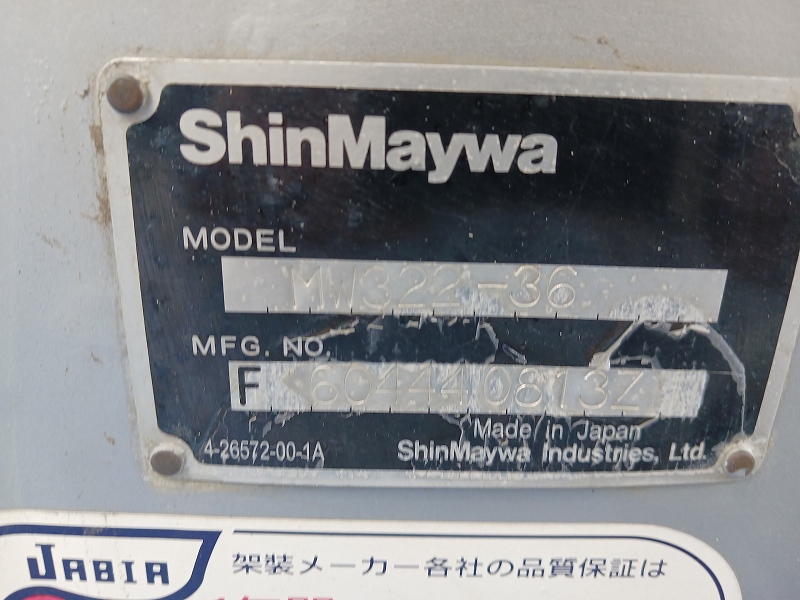 ShinMaywa
MODEL
MW322-36
MFG. NO.
F 604440813Z
Made in Japan
4-26572-00-1A ShinMaywa Industries, Ltd.
JABIA
架装メーカー各社の品質保証は